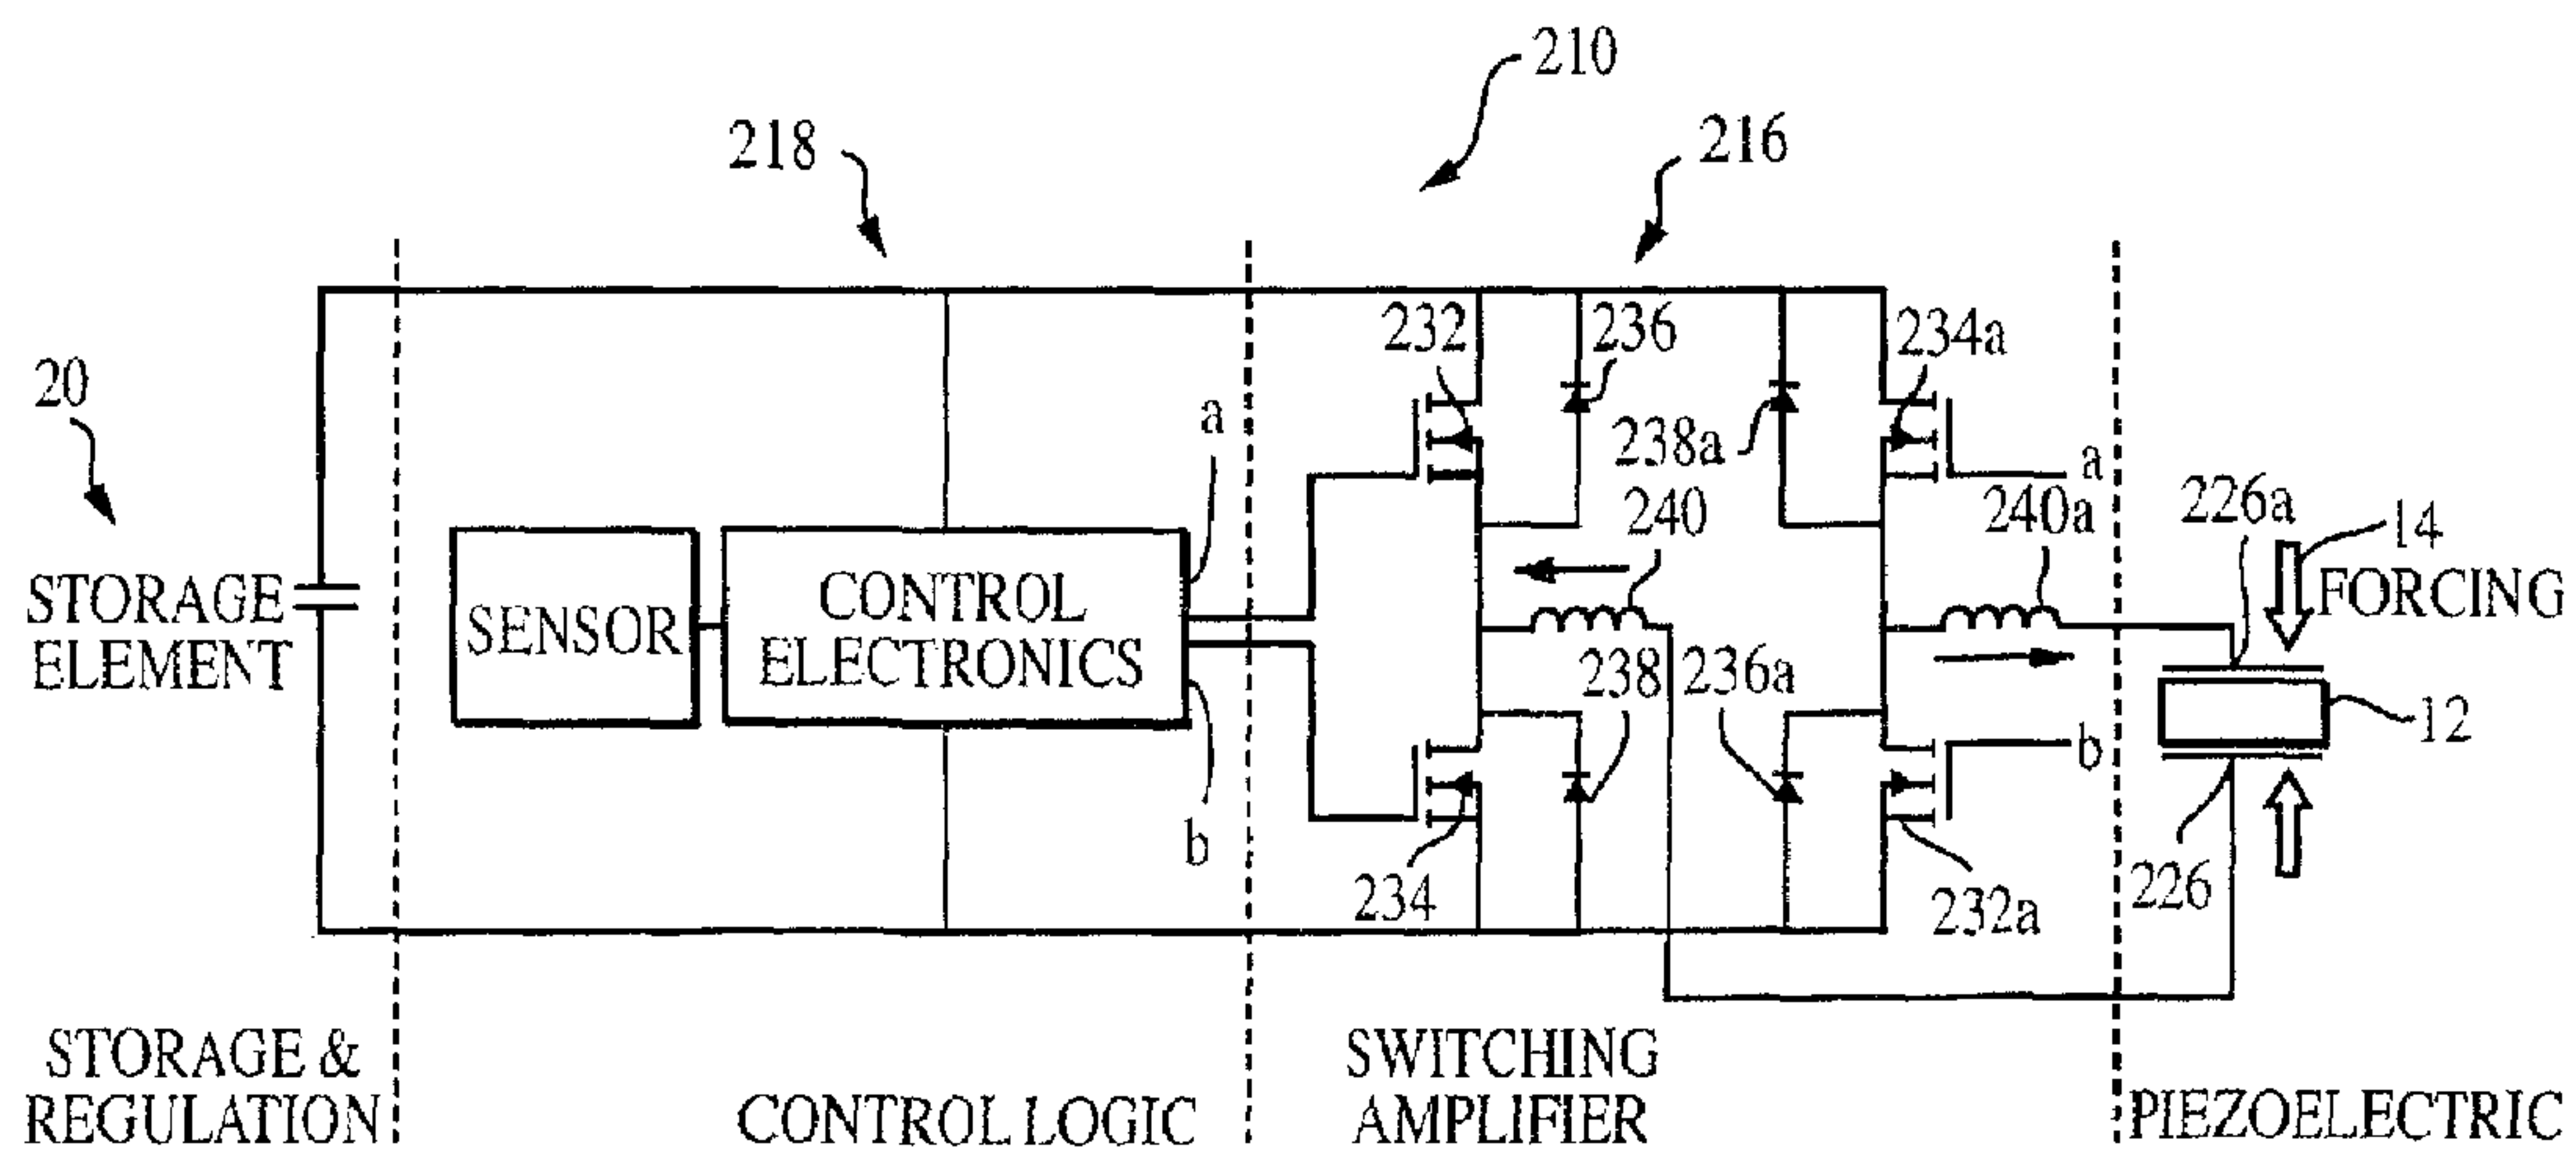 210
218
216
232
236
234a
20
a
238a
a
240
240a
226a
14
FORCING
STORAGE
ELEMENT
SENSOR
CONTROL
ELECTRONICS
238
236a
12
b
b
234
232a
226
STORAGE &
REGULATION
CONTROL LOGIC
SWITCHING
AMPLIFIER
PIEZOELECTRIC